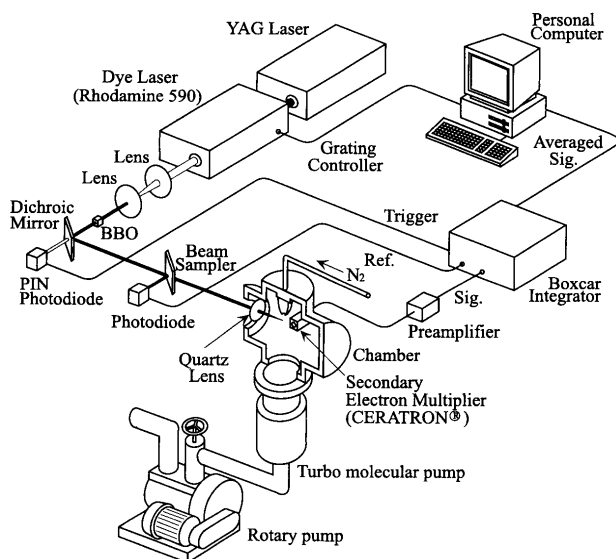 YAG Laser
Personal
Computer
Dye Laser
(Rhodamine 590)
Lens
Grating
Controller
Averaged
Sig.
Lens
Dichroic
Mirror
BBO
Trigger
Beam
Sampler
Ref.
N2
Sig.
Boxcar
Integrator
PIN
Photodiode
Photodiode
Preamplifier
Quartz
Lens
Chamber
Secondary
Electron Multiplier
(CERATRON®)
Turbo molecular pump
Rotary pump